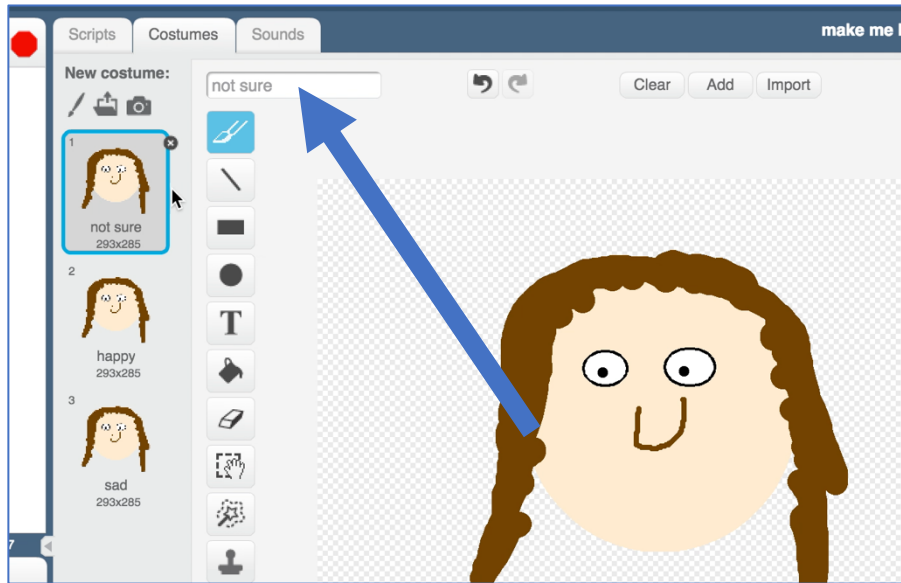 Scripts Costumes Sounds
make me
New costume:
not sure
Clear Add Import
1
not sure
293x285
2
happy
293x285
3
sad
293x285
T
7